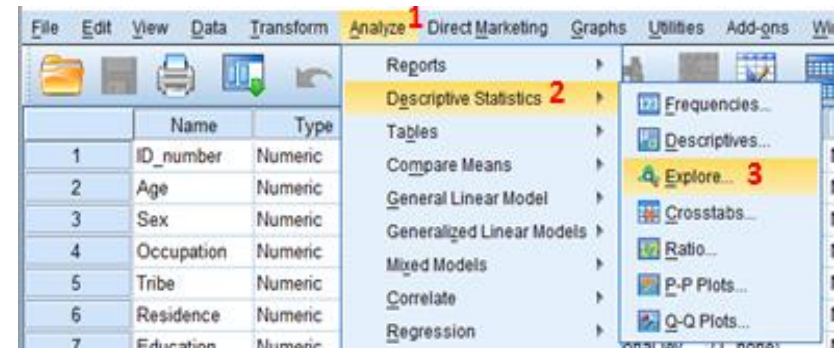 File Edit View Data Transform Analyze 1 Direct Marketing Graphs Utilities Add-ons
Reports
Descriptive Statistics 2
Frequencies...
Name Type
Tables
Descriptives...
1 ID_number Numeric
Compare Means
Explore... 3
2 Age Numeric
General Linear Model
Crosstabs...
3 Sex Numeric
Generalized Linear Models
Ratio...
4 Occupation Numeric
Mixed Models
P-P Plots...
5 Tribe Numeric
Correlate
Q-Q Plots...
6 Residence Numeric
Regression
7 Education Numeric